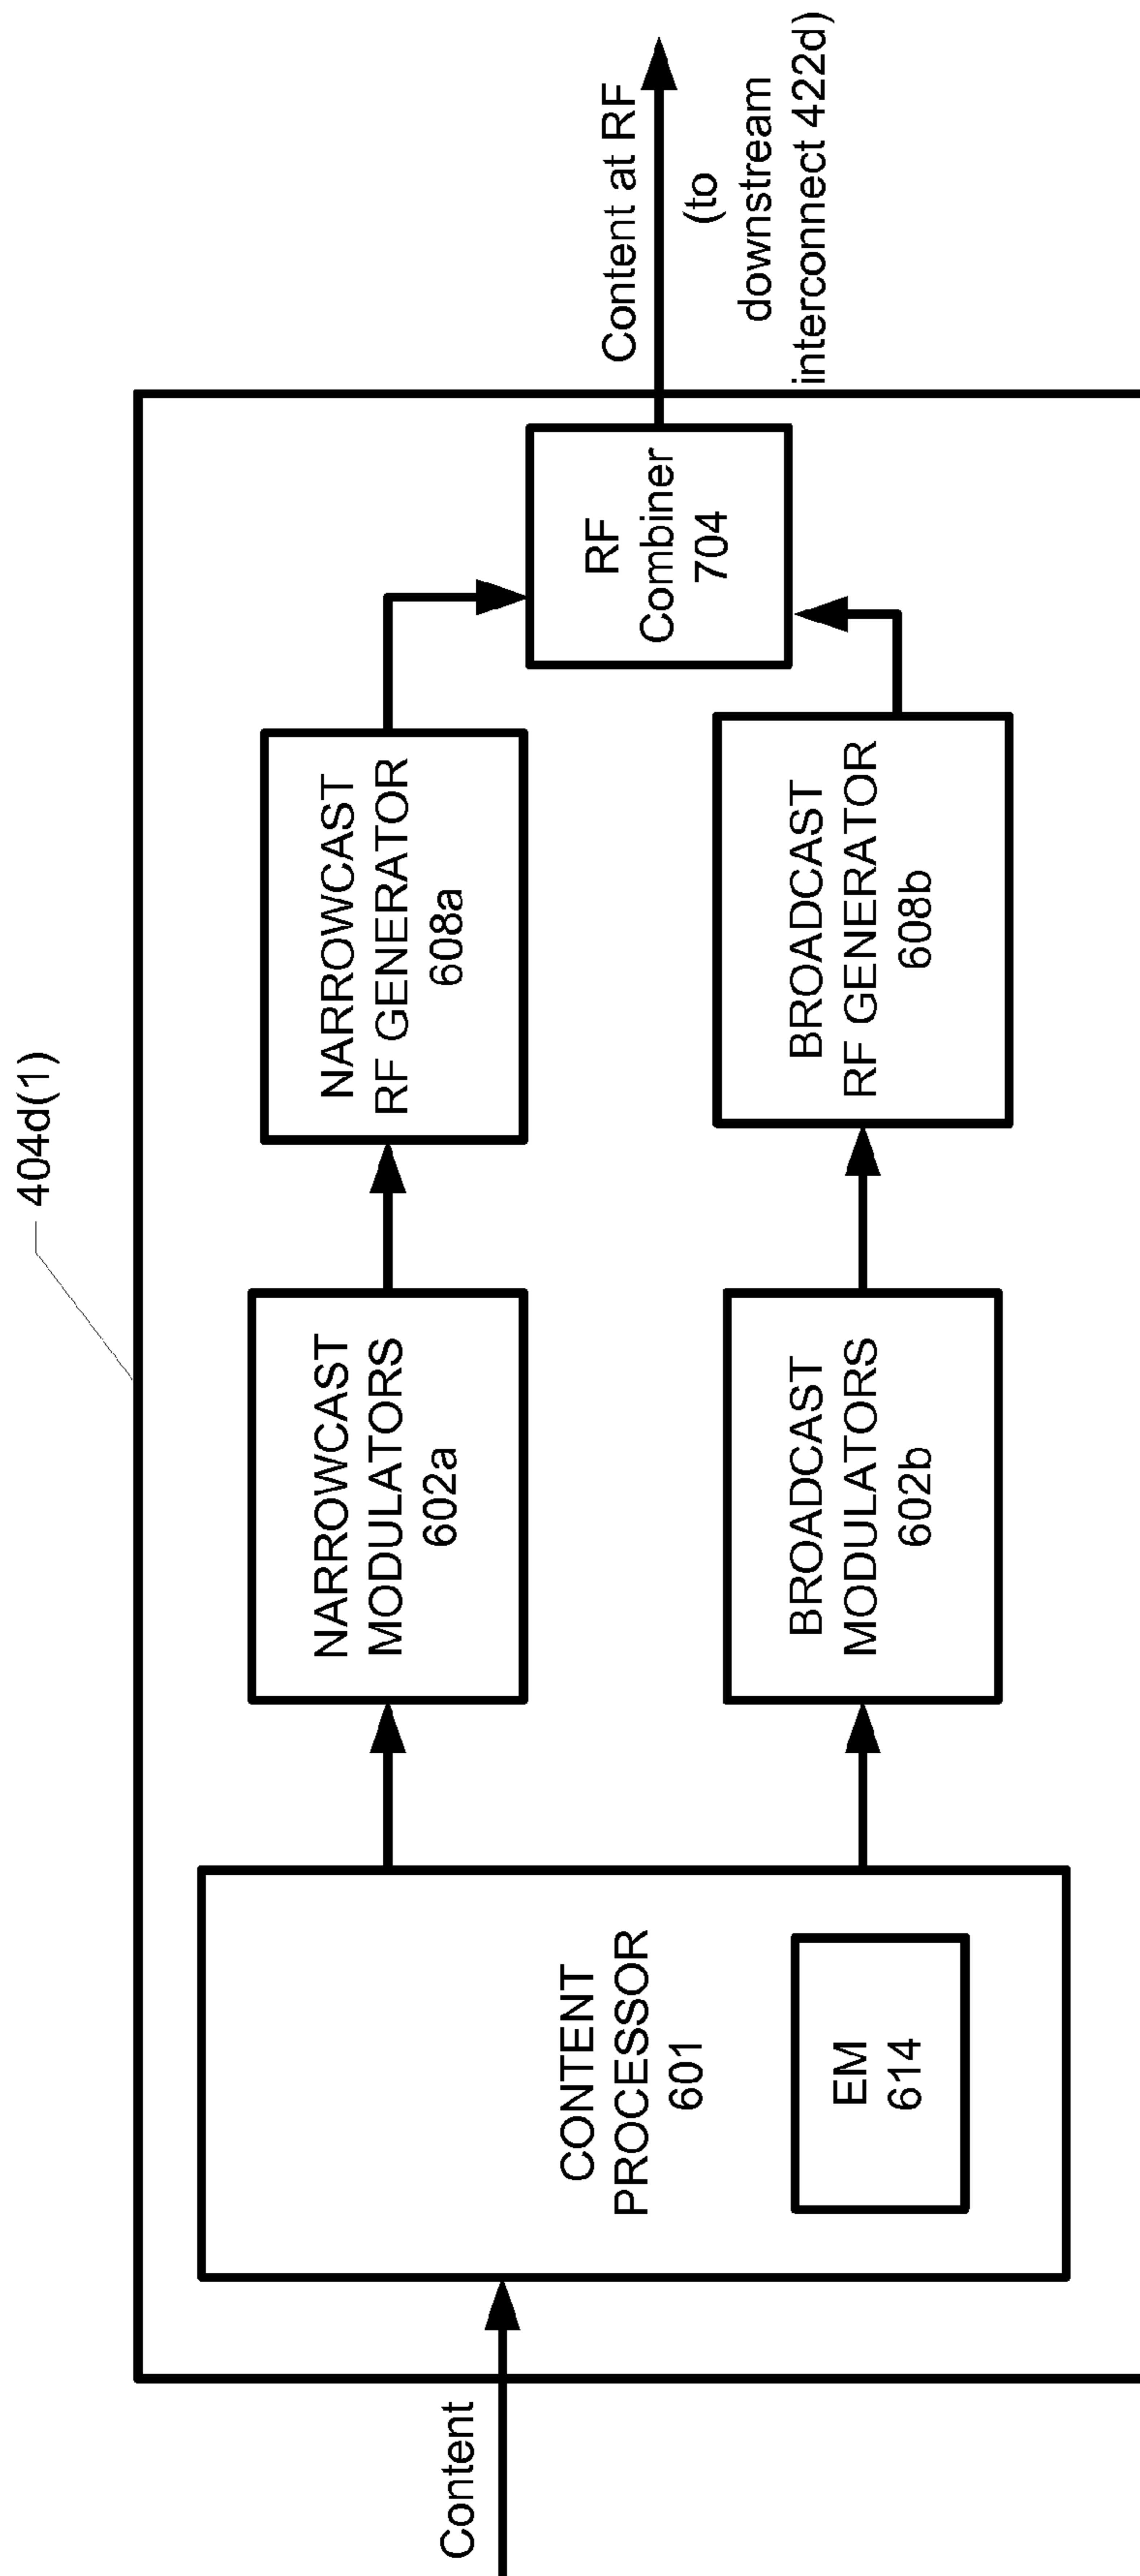 404d(1)
Content
CONTENT
PROCESSOR
601
EM
614
NARROWCAST
MODULATORS
602a
BROADCAST
MODULATORS
602b
NARROWCAST
RF GENERATOR
608a
BROADCAST
RF GENERATOR
608b
RF
Combiner
704
Content at RF
(to
downstream
interconnect 422d)